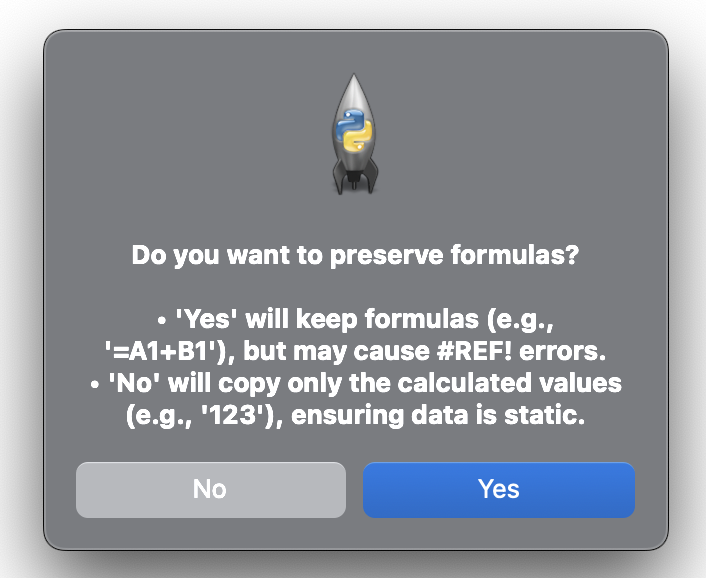 Do you want to preserve formulas?
• 'Yes' will keep formulas (e.g.,
'=A1+B1'), but may cause #REF! errors.
• 'No' will copy only the calculated values
(e.g., '123'), ensuring data is static.
No
Yes